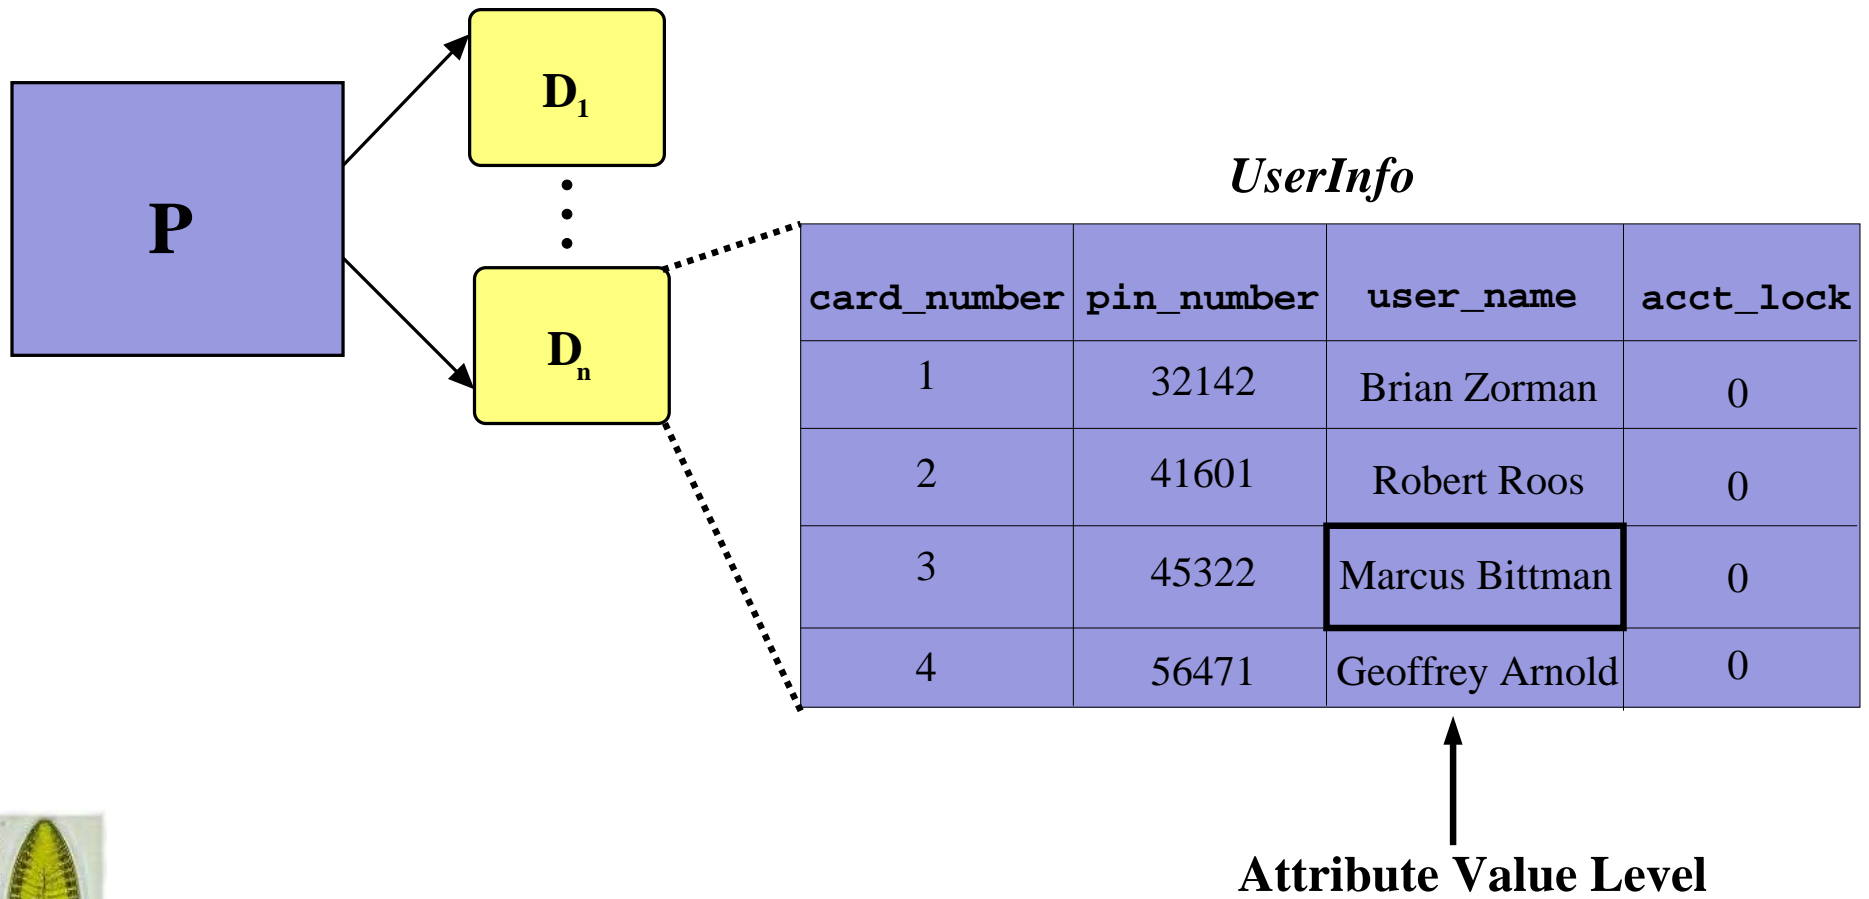 P
D1
Dn
UserInfo
card_number pin_number user_name acct_lock
1 32142 Brian Zorman 0
2 41601 Robert Roos 0
3 45322 Marcus Bittman 0
4 56471 Geoffrey Arnold 0
Attribute Value Level